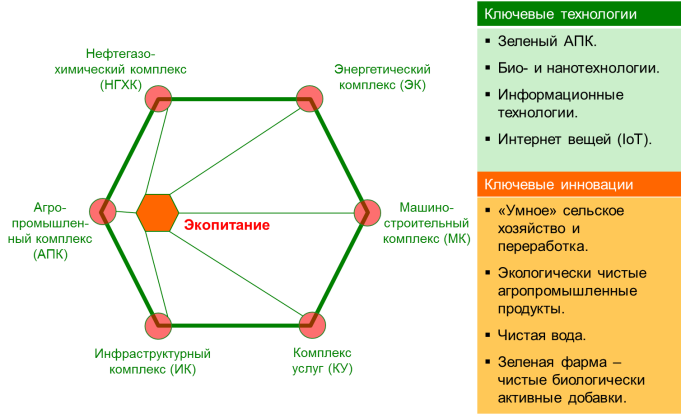 Нефтегазо-
химический комплекс
(НГХК)
Энергетический
комплекс (ЭК)
Агро-
промышлен-
ный комплекс
(АПК)
Экопитание
Машино-
строительный
комплекс (МК)
Инфраструктурный
комплекс (ИК)
Комплекс
услуг (КУ)
Ключевые технологии
▪ Зеленый АПК.
▪ Био- и нанотехнологии.
▪ Информационные
технологии.
▪ Интернет вещей (IoT).
Ключевые инновации
▪ «Умное» сельское
хозяйство и
переработка.
▪ Экологически чистые
агропромышленные
продукты.
▪ Чистая вода.
▪ Зеленая фарма –
чистые биологически
активные добавки.